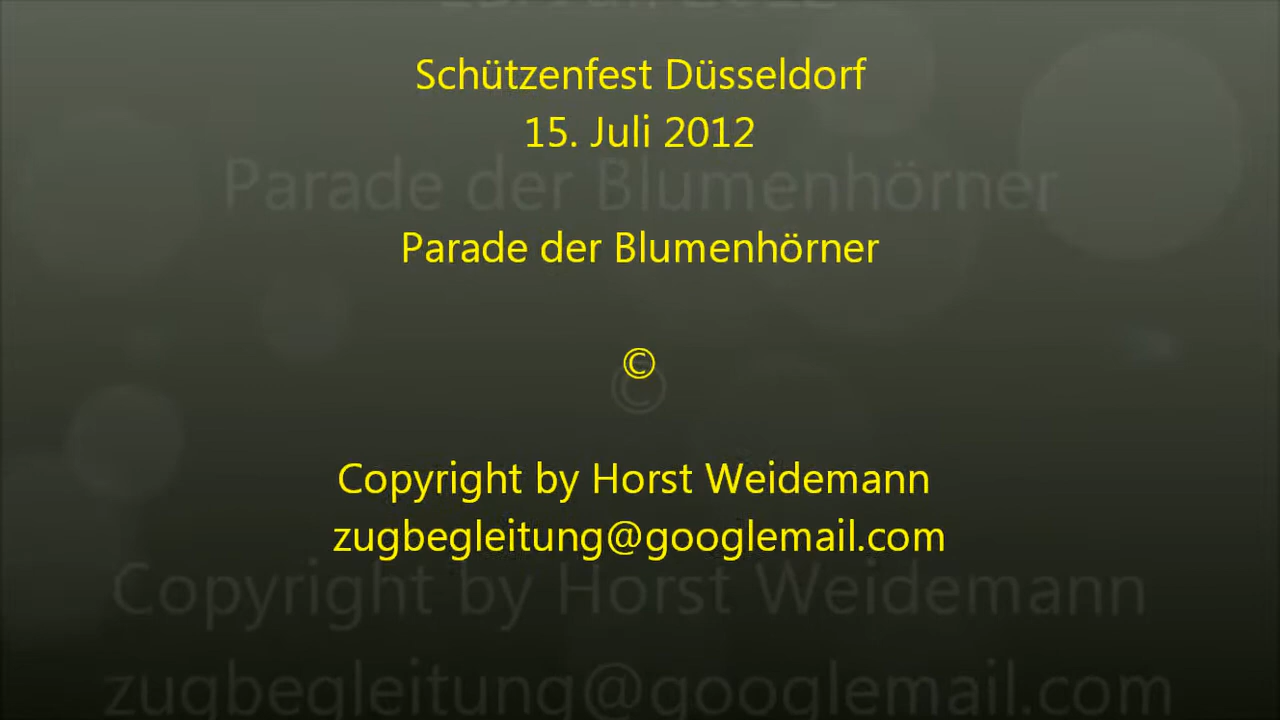 Schützenfest Düsseldorf
15. Juli 2012
Parade der Blumenhörner
©
Copyright by Horst Weidemann
zugbegleitung@googlemail.com